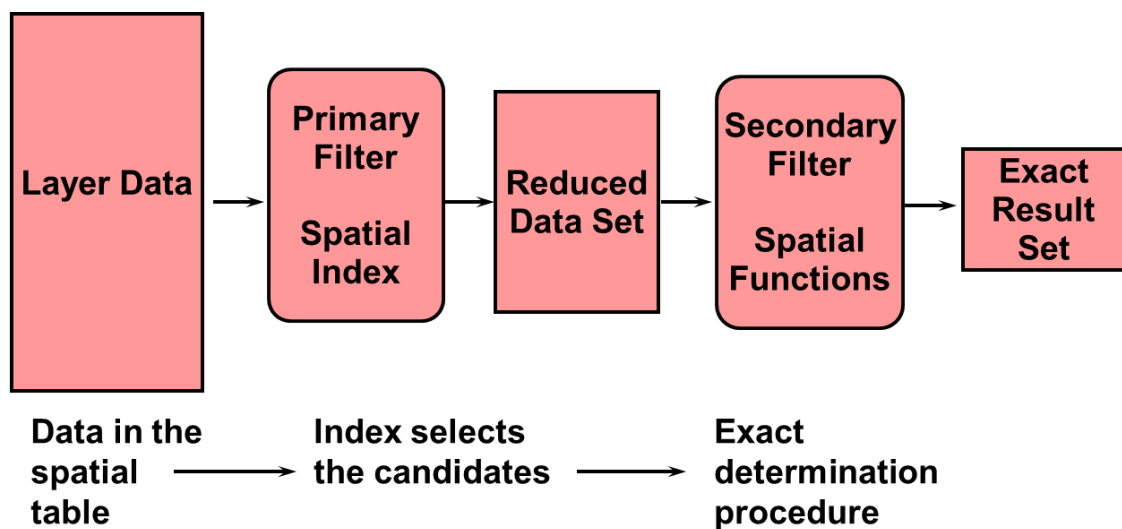 Layer Data
Primary
Filter
Spatial
Index
Reduced
Data Set
Secondary
Filter
Spatial
Functions
Exact
Result
Set
Data in the
spatial
table
Index selects
the candidates
Exact
determination
procedure